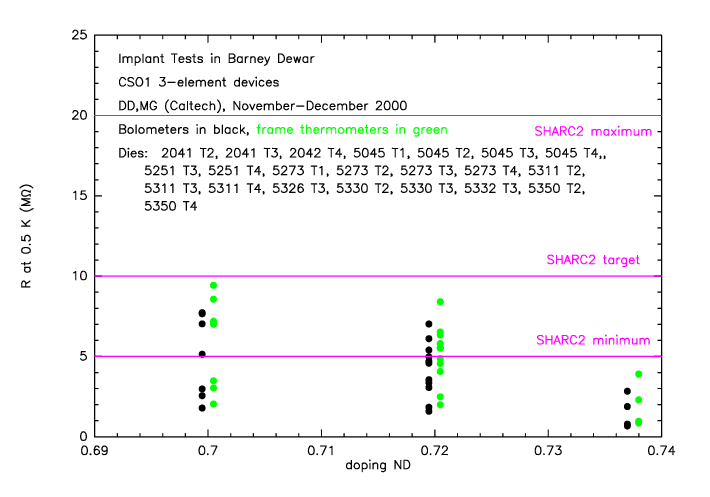 25
Implant Tests in Barney Dewar
CSO1 3-element devices
DD,MG (Caltech), November-December 2000
20
Bolometers in black, frame thermometers in green
SHARC2 maximum
Dies: 2041 T2, 2041 T3, 2042 T4, 5045 T1, 5045 T2, 5045 T3, 5045 T4,,
5251 T3, 5251 T4, 5273 T1, 5273 T2, 5273 T3, 5273 T4, 5311 T2,
5311 T3, 5311 T4, 5326 T3, 5330 T2, 5330 T3, 5332 T3, 5350 T2,
5350 T4
15
R at 0.5 K (MΩ)
SHARC2 target
10
SHARC2 minimum
5
0
0.69 0.7 0.71 0.72 0.73 0.74
doping ND